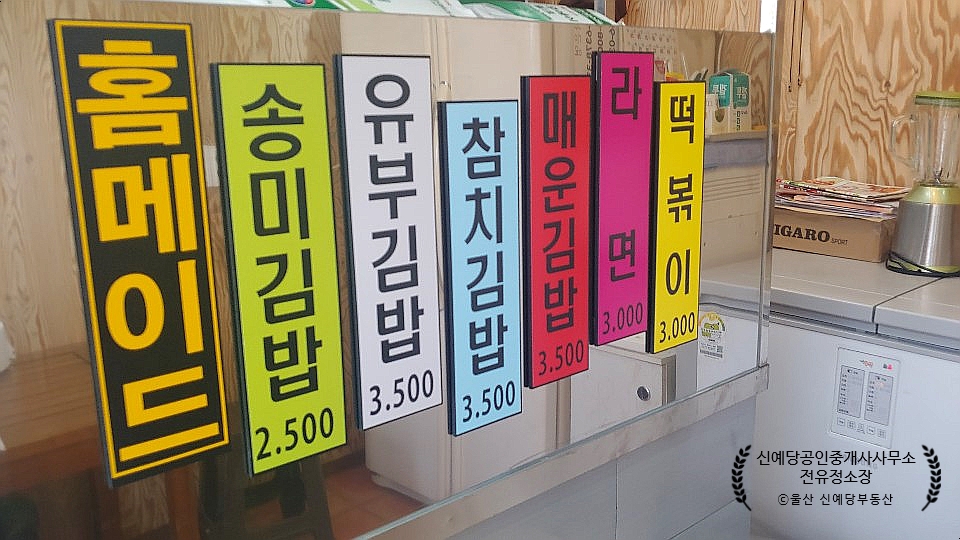 홈메이드
송미김밥
2.500
유부김밥
3.500
참치김밥
3.500
매운김밥
3.500
라면
3.000
떡볶이
3.000
IGARO SPORT
신예당공인중개사사무소
전유정소장
©울산 신예당부동산